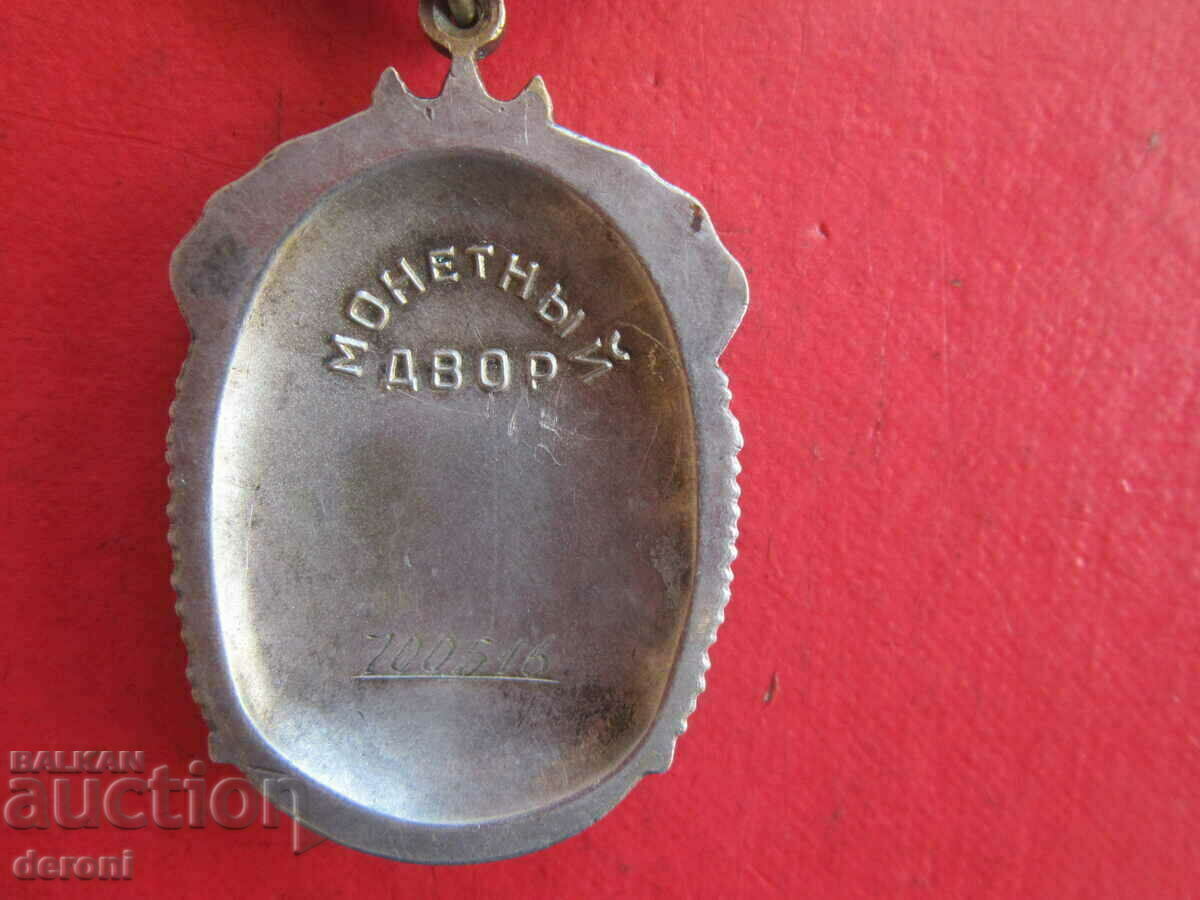 МОНЕТНЫЙ
ДВОР
700516
BALKAN
auction
deroni